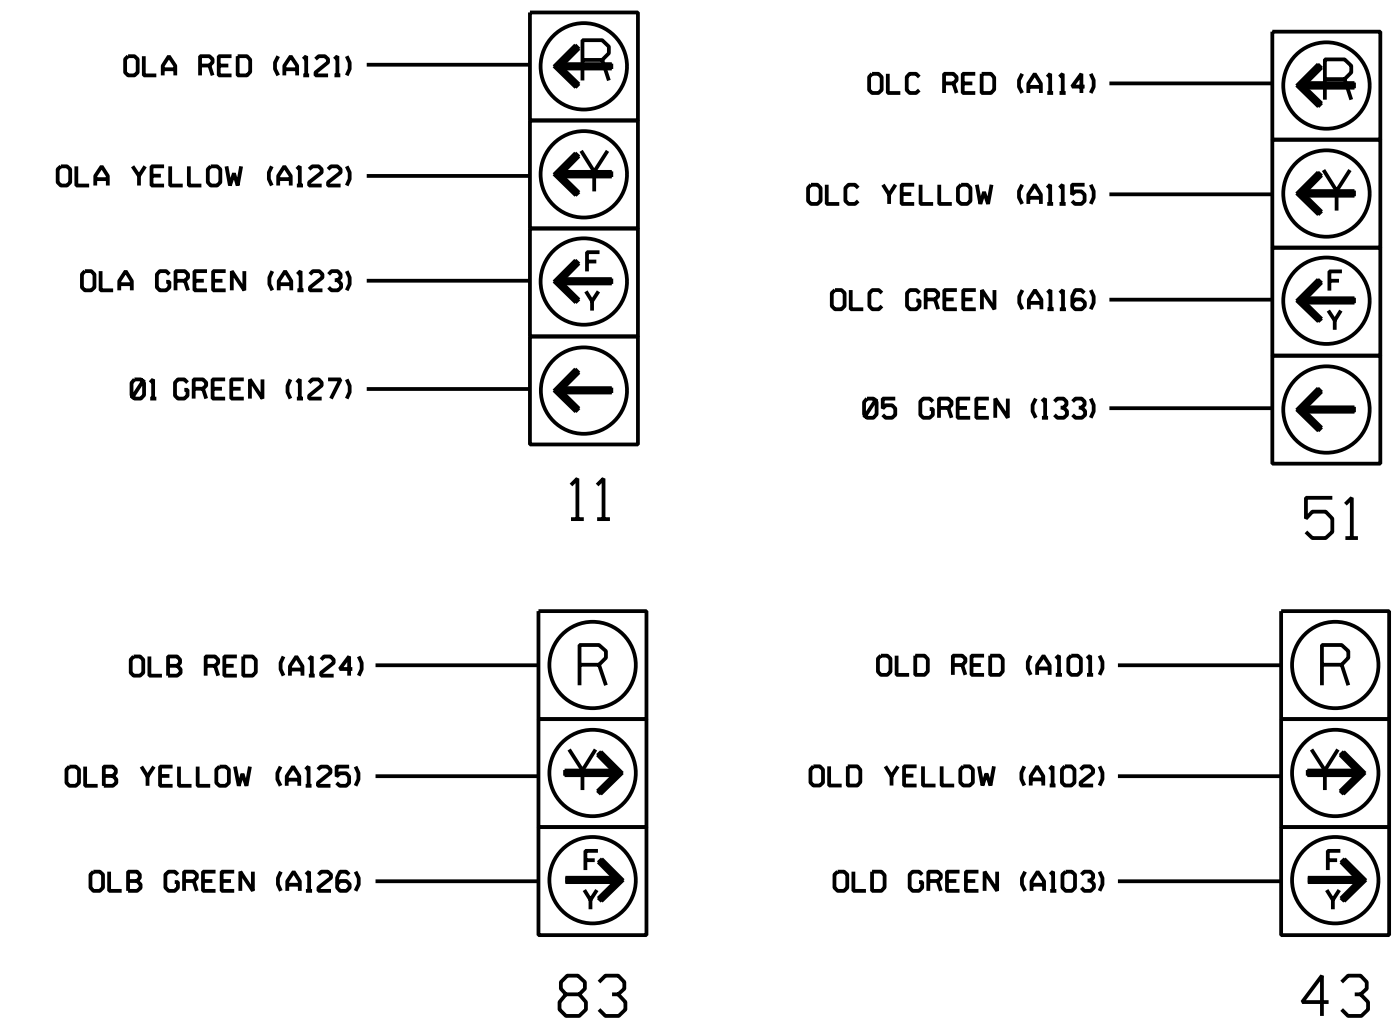 OLA RED (A121)
R
OLA YELLOW (A122)
Y
OLA GREEN (A123)
F
Y
Ø1 GREEN (127)
11
OLC RED (A114)
R
OLC YELLOW (A115)
Y
OLC GREEN (A116)
F
Y
Ø5 GREEN (133)
51
OLB RED (A124)
R
OLB YELLOW (A125)
Y
OLB GREEN (A126)
F
Y
83
OLD RED (A101)
R
OLD YELLOW (A102)
Y
OLD GREEN (A103)
F
Y
43